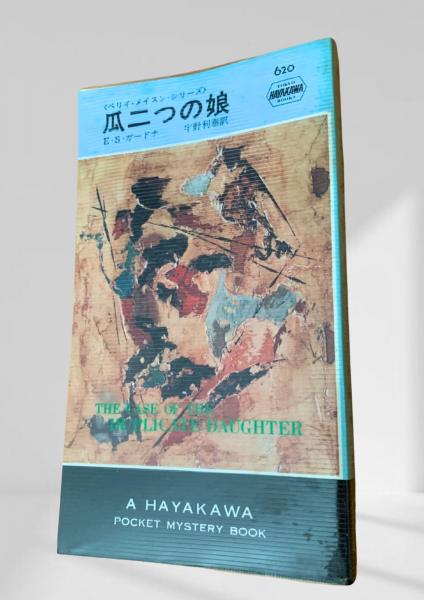 620
TOKYO
HAYAKAWA
BOOKS
〈ペリイ・メイスン・シリーズ〉
瓜二つの娘
E・S・ガードナー 宇野利泰訳
THE CASE OF THE
DUPLICATE DAUGHTER
A HAYAKAWA
POCKET MYSTERY BOOK